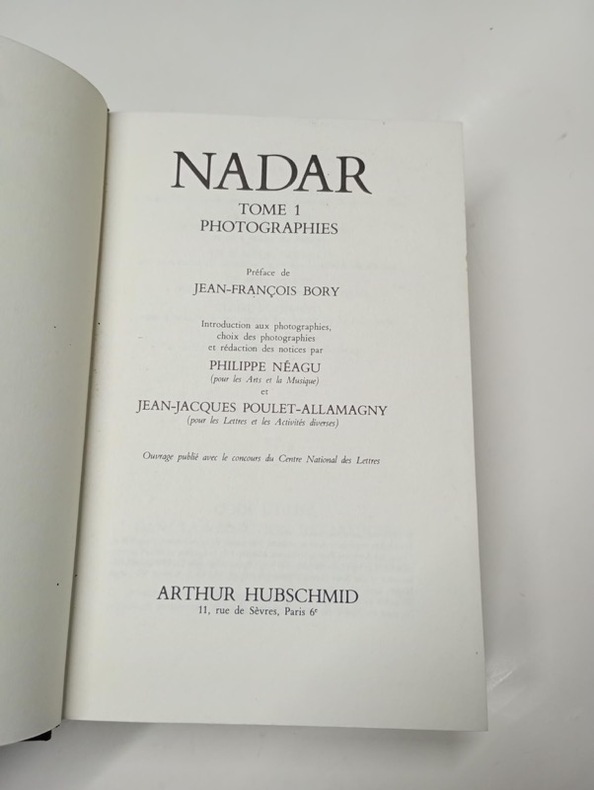 NADAR
TOME 1
PHOTOGRAPHIES
Préface de
JEAN-FRANÇOIS BORY
Introduction aux photographies,
choix des photographies
et rédaction des notices par
PHILIPPE NÉAGU
(pour les Arts et la Musique)
et
JEAN-JACQUES POULET-ALLAMAGNY
(pour les Lettres et les Activités diverses)
Ouvrage publié avec le concours du Centre National des Lettres
ARTHUR HUBSCHMID
11, rue de Sèvres, Paris 6e